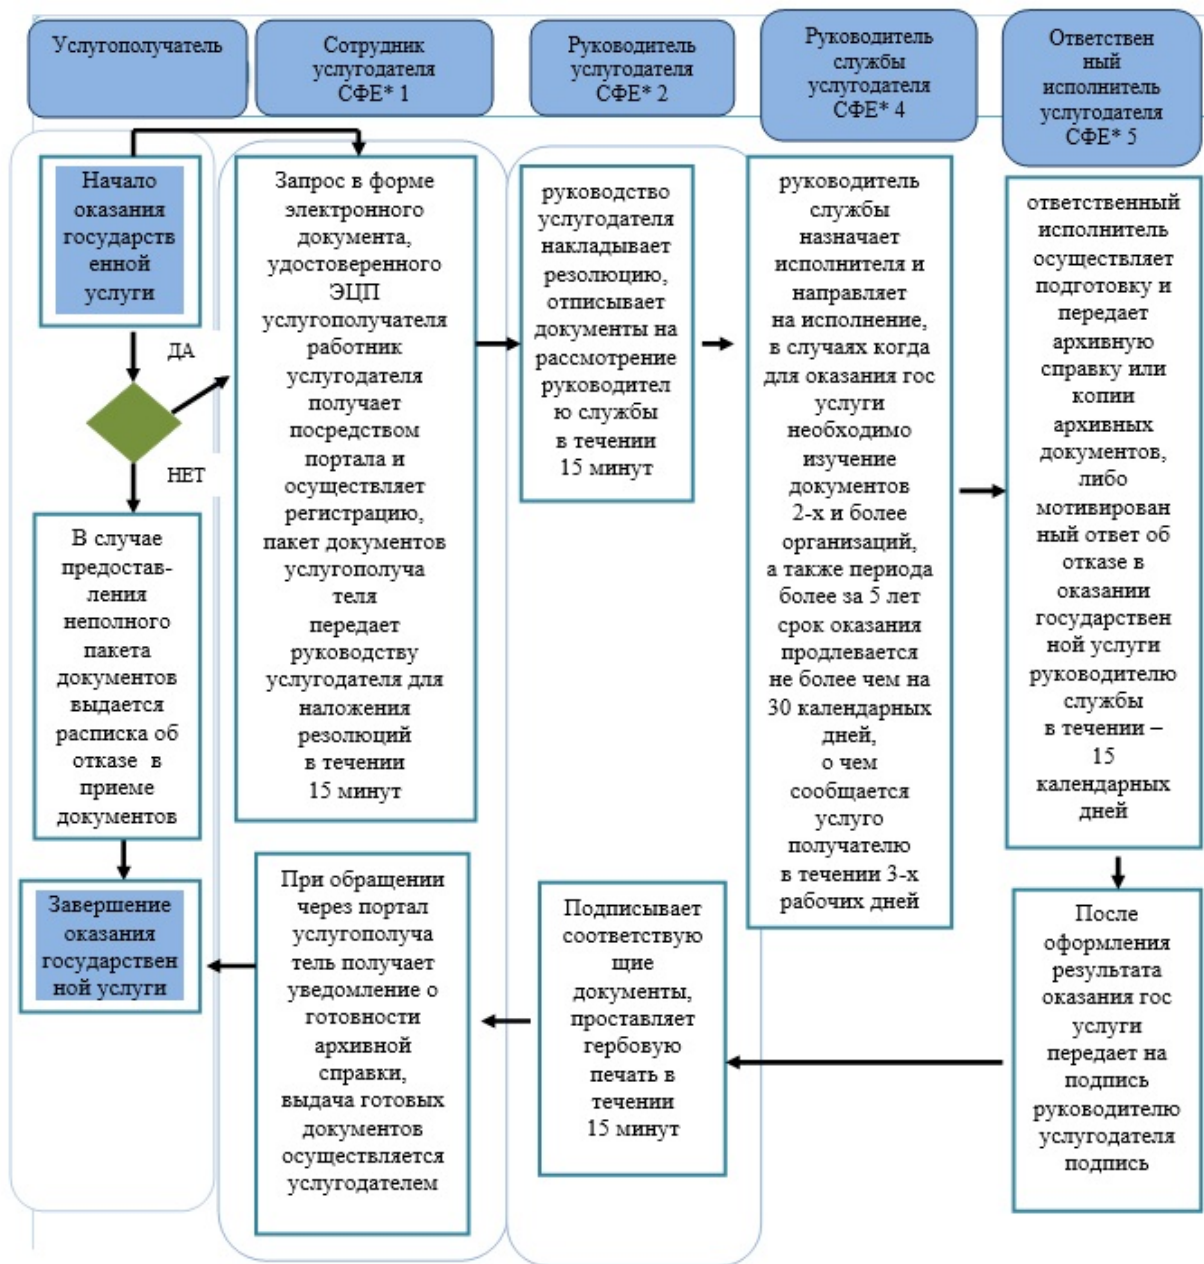 Услугополучатель
Сотрудник
услугодателя
СФЕ* 1
Руководитель
услугодателя
СФЕ* 2
Руководитель
службы
услугодателя
СФЕ* 4
Ответствен
ный
исполнитель
услугодателя
СФЕ* 5
Начало
оказания
государств
енной
услуги
ДА
НЕТ
В случае
предостав-
ления
неполного
пакета
документов
выдается
расписка об
отказе в
приеме
документов
Завершение
оказания
государствен
ной услуги
Запрос в форме
электронного
документа,
удостоверенного
ЭЦП
услугополучателя
работник
услугодателя
получает
посредством
портала и
осуществляет
регистрацию,
пакет документов
услугополуча
теля
передает
руководству
услугодателя для
наложения
резолюций
в течении
15 минут
При обращении
через портал
услугополуча
тель получает
уведомление о
готовности
архивной
справки,
выдача готовых
документов
осуществляется
услугодателем
руководство
услугодателя
накладывает
резолюцию,
отписывает
документы на
рассмотрение
руководител
ю службы
в течении
15 минут
Подписывает
соответствую
щие
документы,
проставляет
гербовую
печать в
течении
15 минут
руководитель
службы
назначает
исполнителя и
направляет
на исполнение,
в случаях когда
для оказания гос
услуги
необходимо
изучение
документов
2-х и более
организаций,
а также периода
более за 5 лет
срок оказания
продлевается
не более чем на
30 календарных
дней,
о чем
сообщается
услуго
получателю
в течении 3-х
рабочих дней
ответственный
исполнитель
осуществляет
подготовку и
передает
архивную
справку или
копии
архивных
документов,
либо
мотивирован
ный ответ об
отказе в
оказании
государствен
ной услуги
руководителю
службы
в течении –
15
календарных
дней
После
оформления
результата
оказания гос
услуги
передает на
подпись
руководителю
услугодателя
подпись